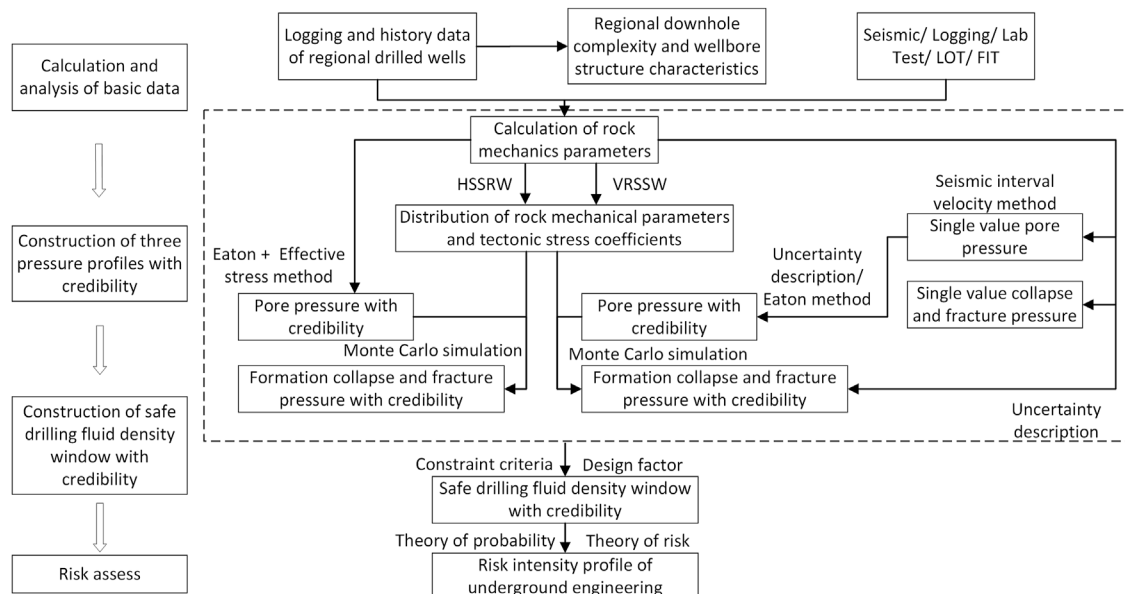 Calculation and
analysis of basic data
Construction of three
pressure profiles with
credibility
Construction of safe
drilling fluid density
window with
credibility
Risk assess
Logging and history data
of regional drilled wells
Regional downhole
complexity and wellbore
structure characteristics
Seismic/ Logging/ Lab
Test/ LOT/ FIT
Calculation of rock
mechanics parameters
HSSRW
VRSSW
Distribution of rock mechanical parameters
and tectonic stress coefficients
Seismic interval
velocity method
Single value pore
pressure
Eaton + Effective
stress method
Uncertainty
description/
Eaton method
Single value collapse
and fracture pressure
Pore pressure with
credibility
Pore pressure with
credibility
Monte Carlo simulation
Monte Carlo simulation
Formation collapse and fracture
pressure with credibility
Formation collapse and fracture
pressure with credibility
Uncertainty
description
Constraint criteria
Design factor
Safe drilling fluid density window
with credibility
Theory of probability
Theory of risk
Risk intensity profile of
underground engineering